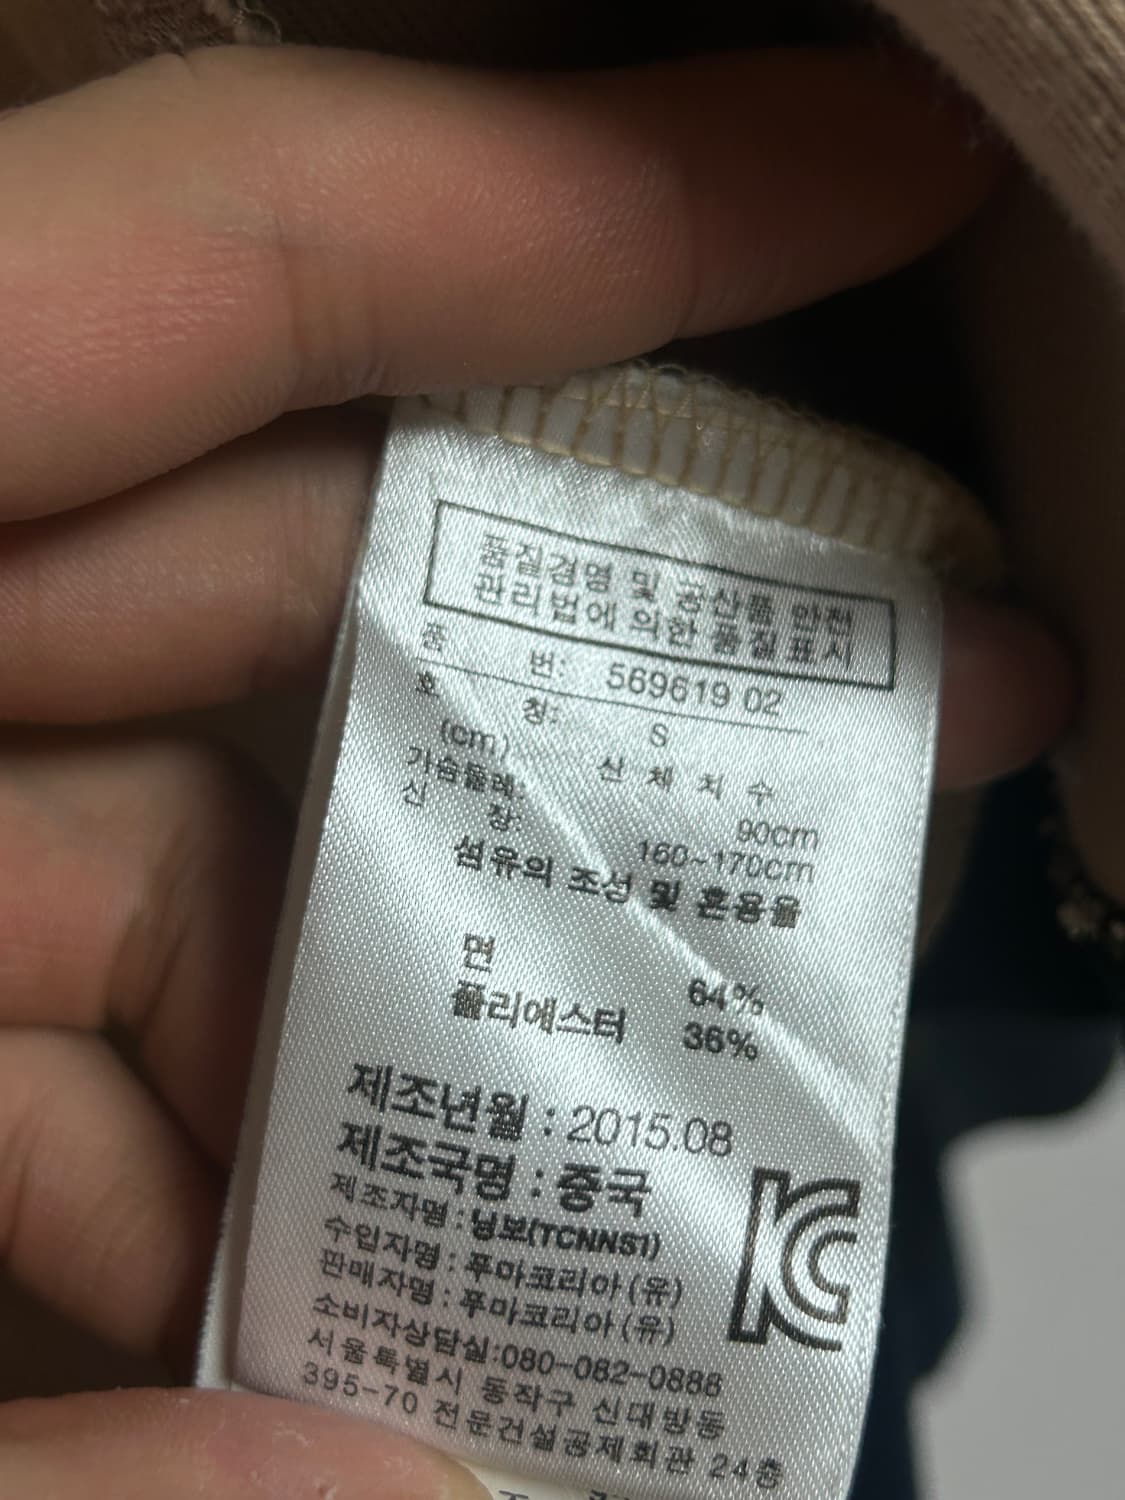 품질경영 및 공산품 안전
관리법에 의한 품질표시
품 번: 569619 02
호 칭: S
(cm) 신 체 치 수
가슴둘레: 90cm
신 장: 160~170cm
섬유의 조성 및 혼용율
면 64%
폴리에스터 36%
제조년월 : 2015.08
제조국명 : 중국
제조자명 : 닝보(TCNNS1)
수입자명 : 푸마코리아(유)
판매자명 : 푸마코리아(유)
소비자상담실:080-082-0888
서울특별시 동작구 신대방동
395-70 전문건설공제회관 24층
KC